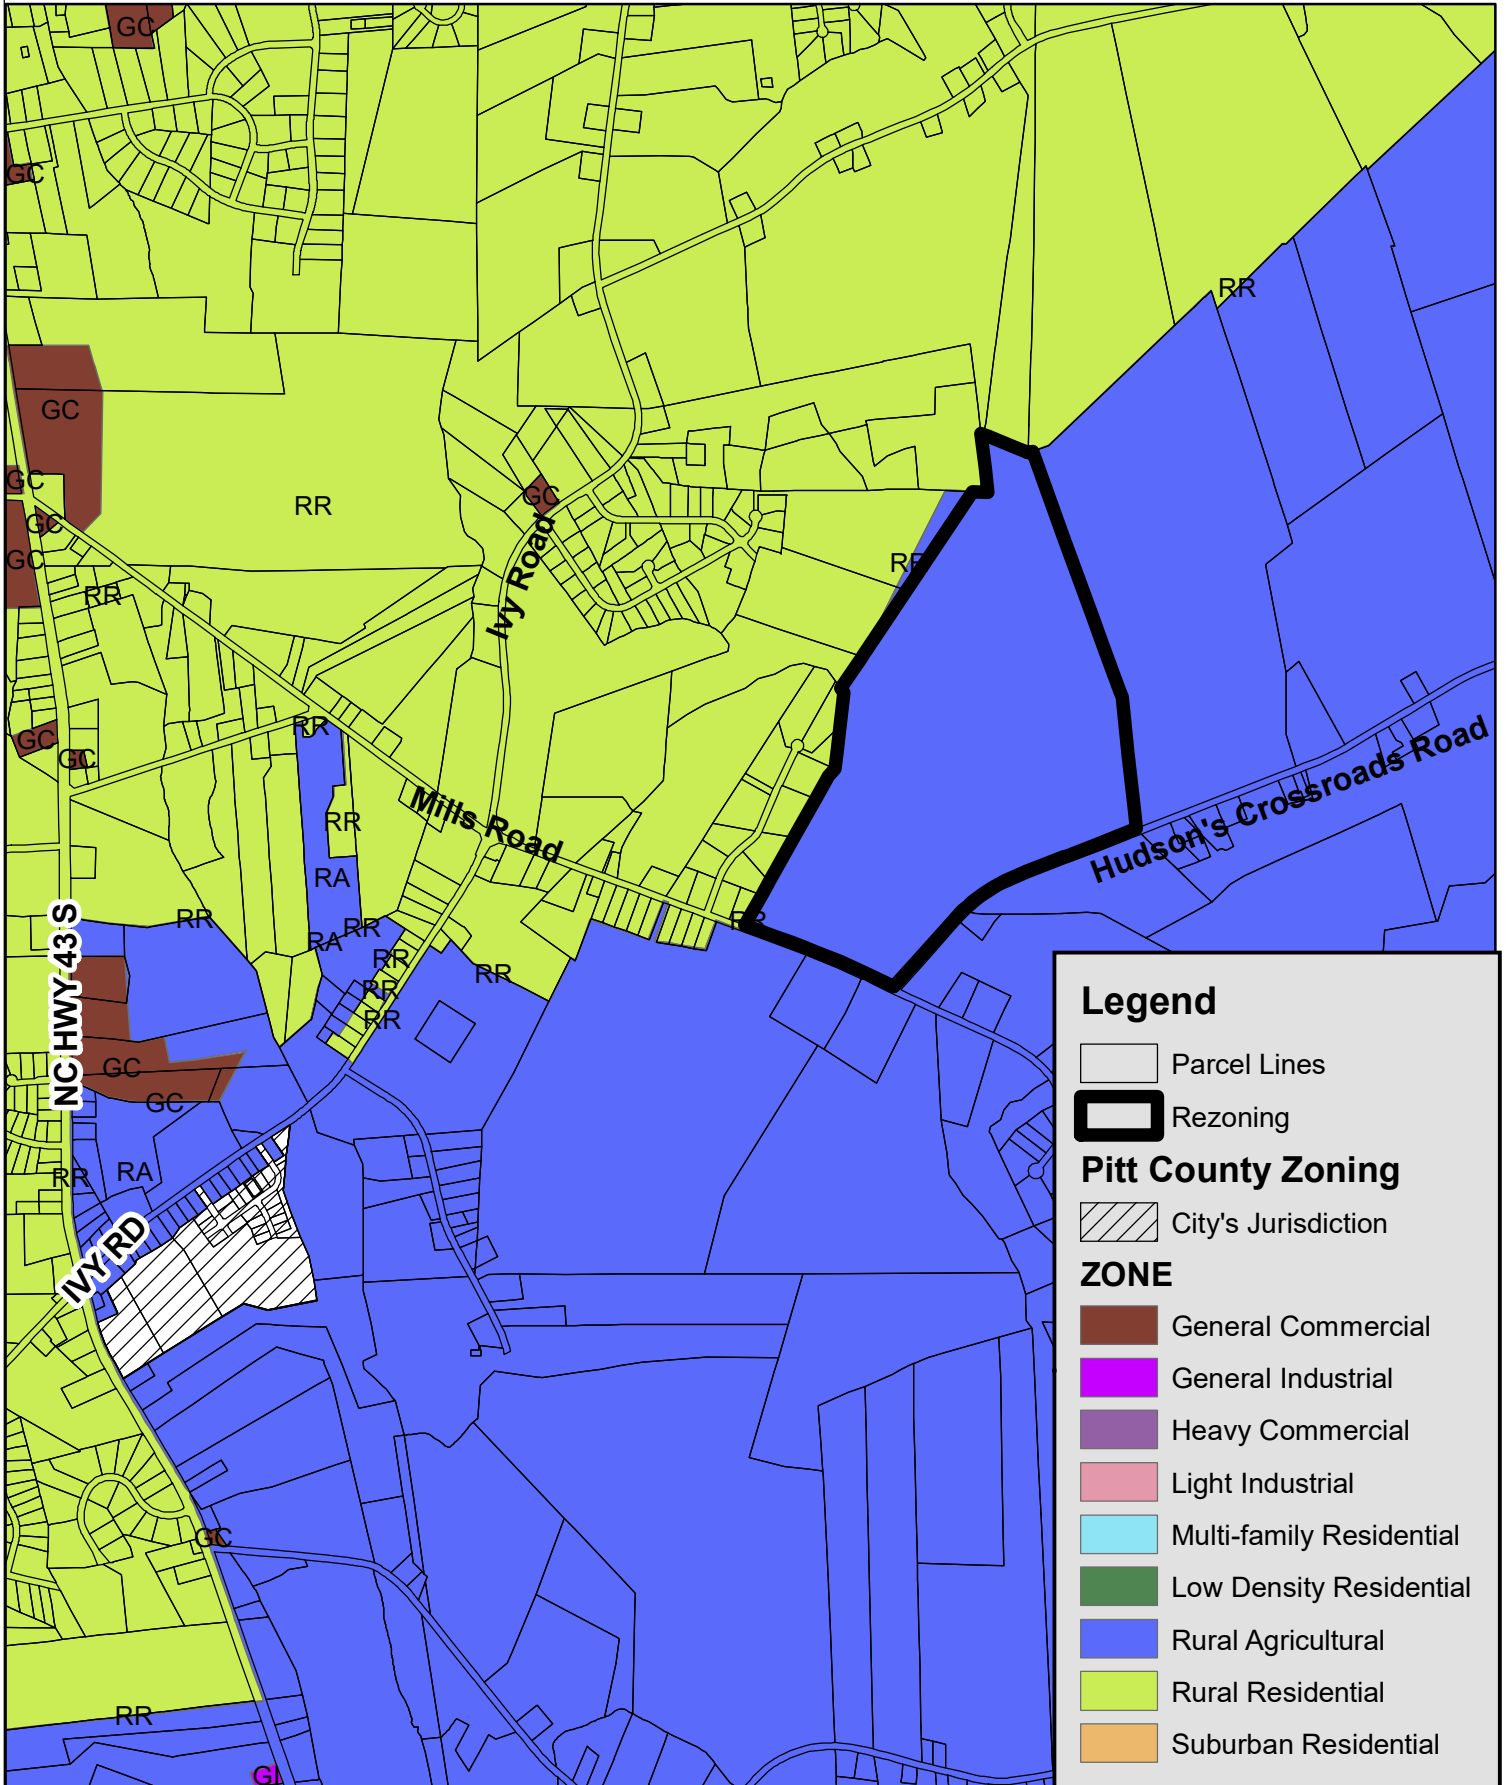 GC
GC
RR
GC
GC
GC
RR
GC
GC
RR
RR
Ivy Road
RR
GC
GC
Hudson's Crossroads Road
Mills Road
RR
RA
RR
RR
RR
RA
RR
RR
RR
RR
RR
NC HWY 43 S
GC
GC
RR
RA
IVY RD
GC
RR
GI
Legend
Parcel Lines
Rezoning
Pitt County Zoning
City's Jurisdiction
ZONE
General Commercial
General Industrial
Heavy Commercial
Light Industrial
Multi-family Residential
Low Density Residential
Rural Agricultural
Rural Residential
Suburban Residential